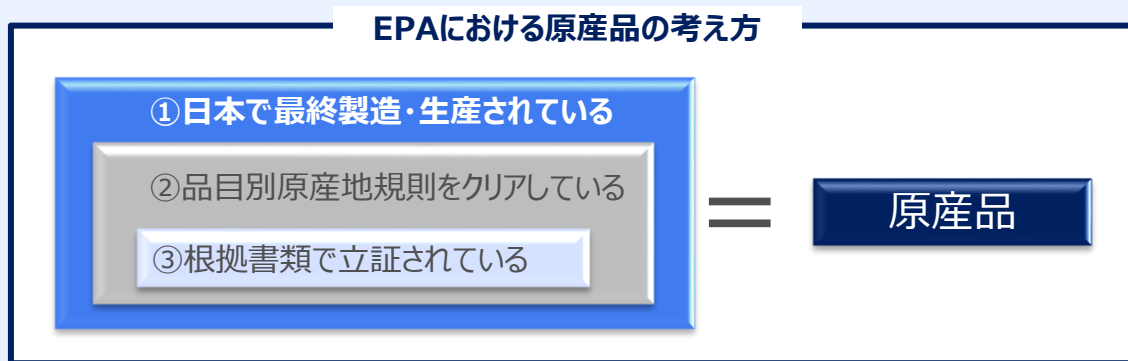 EPAにおける原産品の考え方
①日本で最終製造・生産されている
②品目別原産地規則をクリアしている
③根拠書類で立証されている
＝
原産品